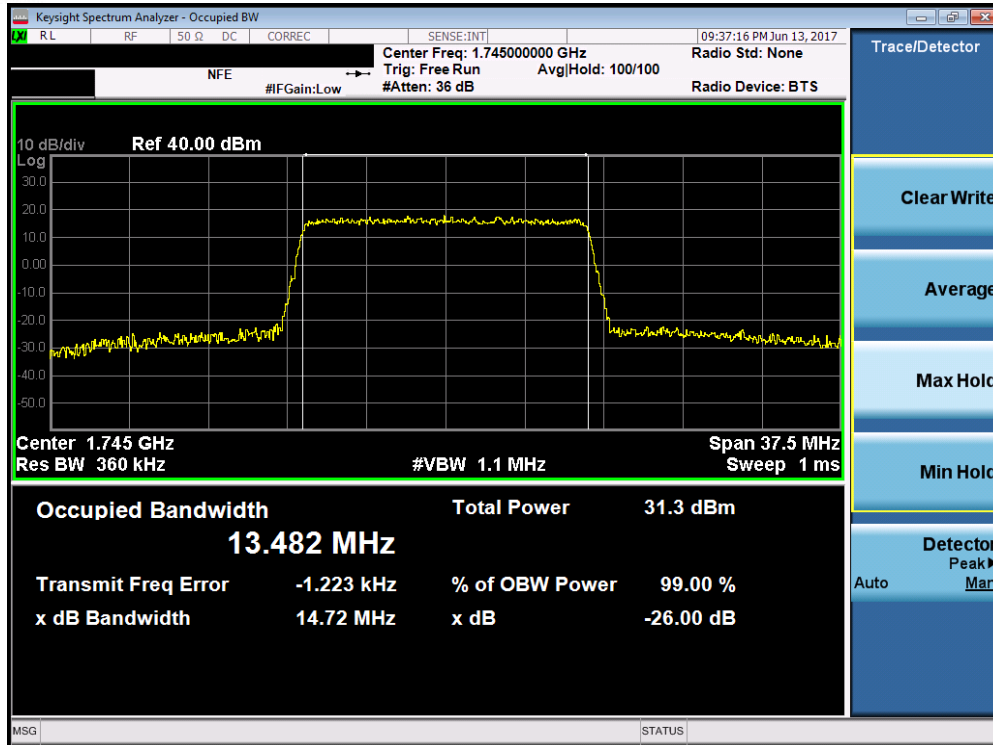 Keysight Spectrum Analyzer - Occupied BW
LXI RL RF 50 Ω DC CORREC SENSE:INT 09:37:16 PM Jun 13, 2017
Center Freq: 1.745000000 GHz Radio Std: None
NFE Trig: Free Run Avg|Hold: 100/100
#IFGain:Low #Atten: 36 dB Radio Device: BTS
10 dB/div Ref 40.00 dBm
Log
30.0
20.0
10.0
0.00
-10.0
-20.0
-30.0
-40.0
-50.0
Center 1.745 GHz Span 37.5 MHz
Res BW 360 kHz #VBW 1.1 MHz Sweep 1 ms
Occupied Bandwidth Total Power 31.3 dBm
13.482 MHz
Transmit Freq Error -1.223 kHz % of OBW Power 99.00 %
x dB Bandwidth 14.72 MHz x dB -26.00 dB
MSG STATUS
Trace/Detector
Clear Write
Average
Max Hold
Min Hold
Detector
Peak
Auto Man